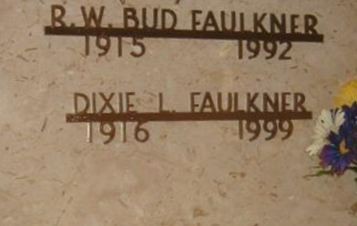 R.W. BUD FAULKNER
1915 1992
DIXIE L. FAULKNER
1916 1999